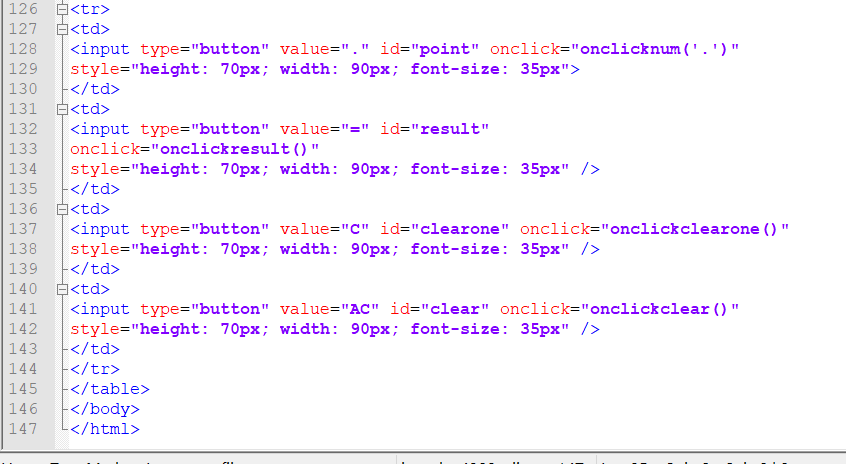 126 <tr>
127 <td>
128 <input type="button" value="." id="point" onclick="onclicknum('.')"
129 style="height: 70px; width: 90px; font-size: 35px">
130 </td>
131 <td>
132 <input type="button" value="=" id="result"
133 onclick="onclickresult()"
134 style="height: 70px; width: 90px; font-size: 35px" />
135 </td>
136 <td>
137 <input type="button" value="C" id="clearone" onclick="onclickclearone()"
138 style="height: 70px; width: 90px; font-size: 35px" />
139 </td>
140 <td>
141 <input type="button" value="AC" id="clear" onclick="onclickclear()"
142 style="height: 70px; width: 90px; font-size: 35px" />
143 </td>
144 </tr>
145 </table>
146 </body>
147 </html>